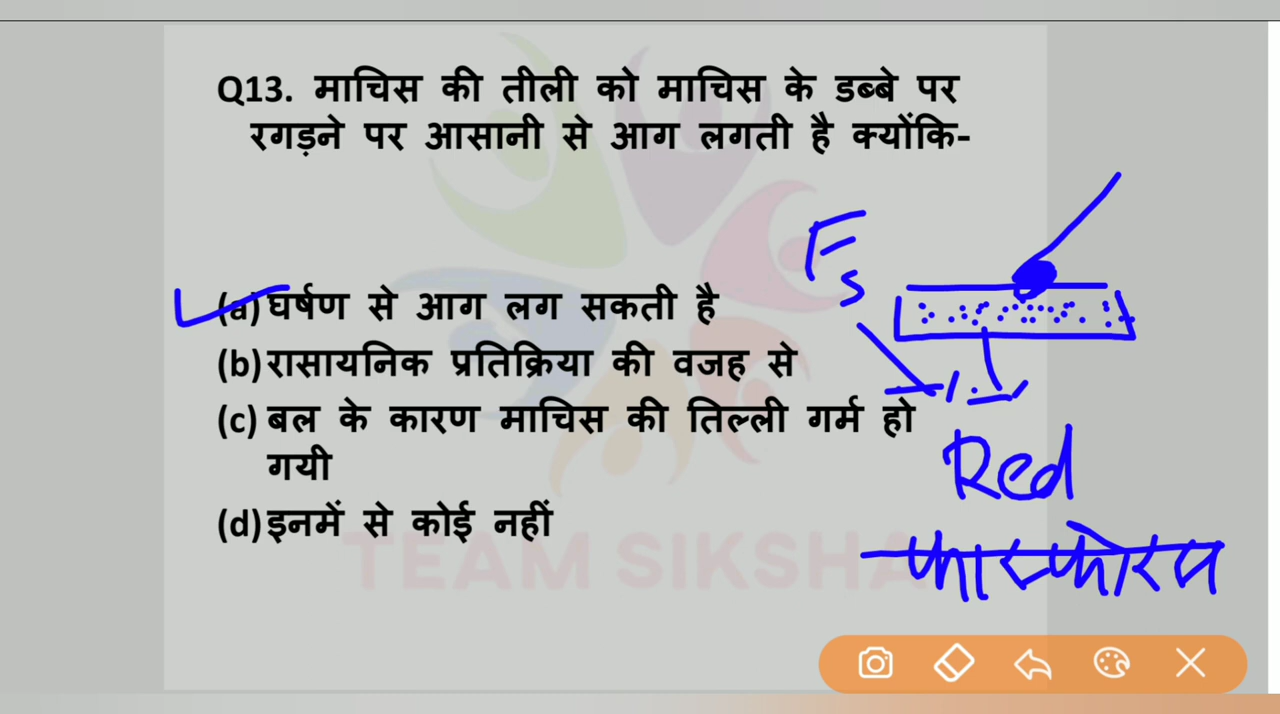 Q13. माचिस की तीली को माचिस के डब्बे पर
रगड़ने पर आसानी से आग लगती है क्योंकि-
(a) घर्षण से आग लग सकती है
(b) रासायनिक प्रतिक्रिया की वजह से
(c) बल के कारण माचिस की तिल्ली गर्म हो
गयी
(d) इनमें से कोई नहीं
Fs
Red
फास्फोरस
TEAM SIKSHA